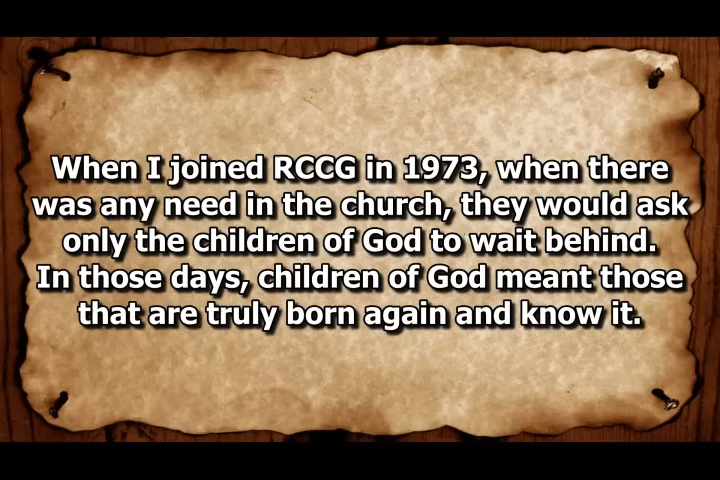 When I joined RCCG in 1973, when there
was any need in the church, they would ask
only the children of God to wait behind.
In those days, children of God meant those
that are truly born again and know it.